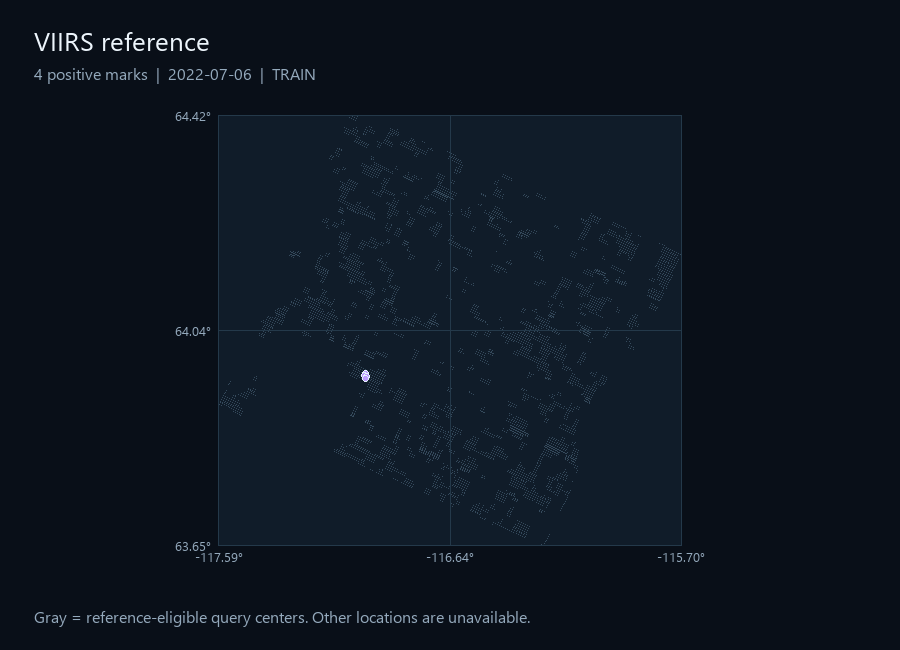 VIIRS reference
4 positive marks  |  2022-07-06  |  TRAIN
64.42°
64.04°
63.65°
-117.59°
-116.64°
-115.70°
Gray = reference-eligible query centers. Other locations are unavailable.